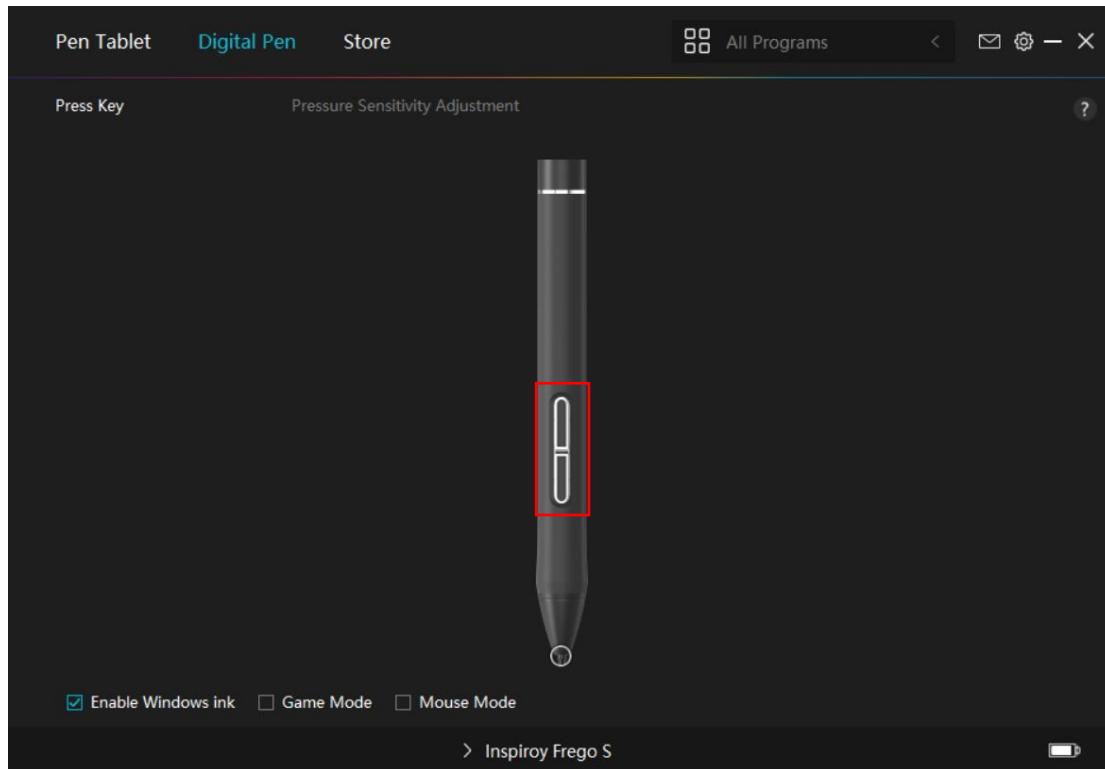 Pen Tablet Digital Pen Store All Programs
Press Key Pressure Sensitivity Adjustment ?
Enable Windows ink Game Mode Mouse Mode
Inspiroy Frego S